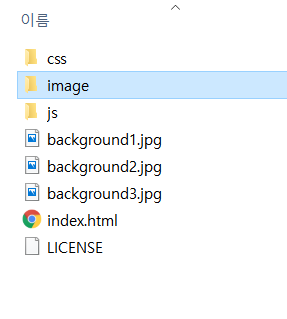 이름
css
image
js
background1.jpg
background2.jpg
background3.jpg
index.html
LICENSE